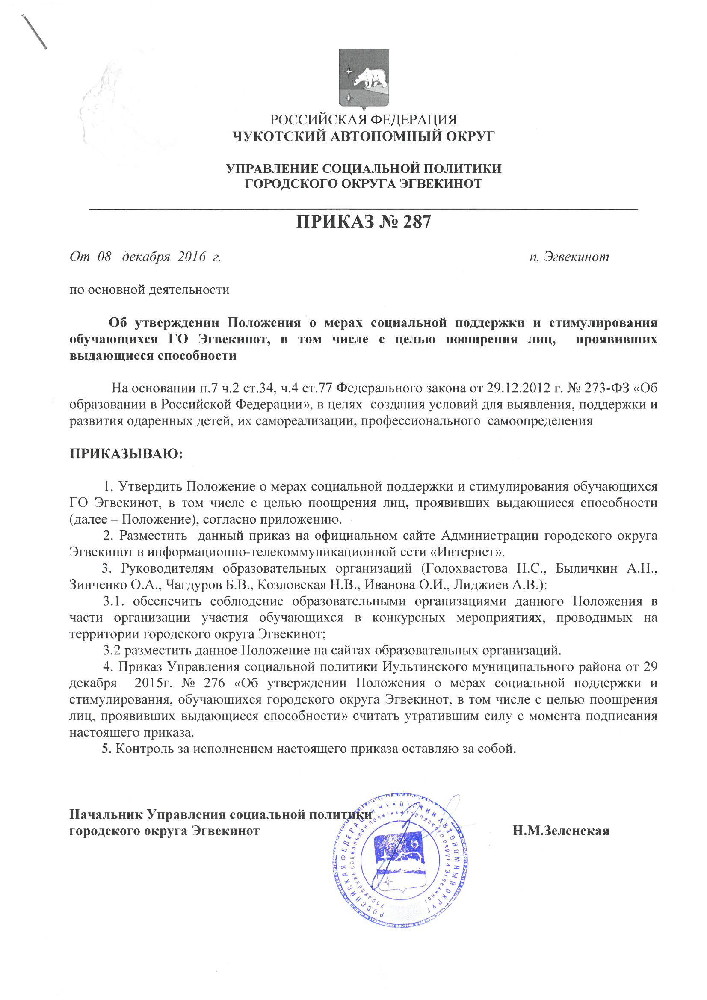 РОССИЙСКАЯ ФЕДЕРАЦИЯ
ЧУКОТСКИЙ АВТОНОМНЫЙ ОКРУГ
УПРАВЛЕНИЕ СОЦИАЛЬНОЙ ПОЛИТИКИ
ГОРОДСКОГО ОКРУГА ЭГВЕКИНОТ
ПРИКАЗ № 287
От 08 декабря 2016 г. п. Эгвекинот
по основной деятельности
Об утверждении Положения о мерах социальной поддержки и стимулирования
обучающихся ГО Эгвекинот, в том числе с целью поощрения лиц, проявивших
выдающиеся способности
На основании п.7 ч.2 ст.34, ч.4 ст.77 Федерального закона от 29.12.2012 г. № 273-ФЗ «Об
образовании в Российской Федерации», в целях создания условий для выявления, поддержки и
развития одаренных детей, их самореализации, профессионального самоопределения
ПРИКАЗЫВАЮ:
1. Утвердить Положение о мерах социальной поддержки и стимулирования обучающихся
ГО Эгвекинот, в том числе с целью поощрения лиц, проявивших выдающиеся способности
(далее – Положение), согласно приложению.
2. Разместить данный приказ на официальном сайте Администрации городского округа
Эгвекинот в информационно-телекоммуникационной сети «Интернет».
3. Руководителям образовательных организаций (Голохвастова Н.С., Быличкин А.Н.,
Зинченко О.А., Чагдуров Б.В., Козловская Н.В., Иванова О.И., Лиджиев А.В.):
3.1. обеспечить соблюдение образовательными организациями данного Положения в
части организации участия обучающихся в конкурсных мероприятиях, проводимых на
территории городского округа Эгвекинот;
3.2 разместить данное Положение на сайтах образовательных организаций.
4. Приказ Управления социальной политики Иультинского муниципального района от 29
декабря 2015г. № 276 «Об утверждении Положения о мерах социальной поддержки и
стимулирования, обучающихся городского округа Эгвекинот, в том числе с целью поощрения
лиц, проявивших выдающиеся способности» считать утратившим силу с момента подписания
настоящего приказа.
5. Контроль за исполнением настоящего приказа оставляю за собой.
Начальник Управления социальной политики
городского округа Эгвекинот Н.М.Зеленская
РОССИЙСКАЯ ФЕДЕРАЦИЯ ЧУКОТСКИЙ АВТОНОМНЫЙ ОКРУГ
Управление социальной политики городского округа Эгвекинот